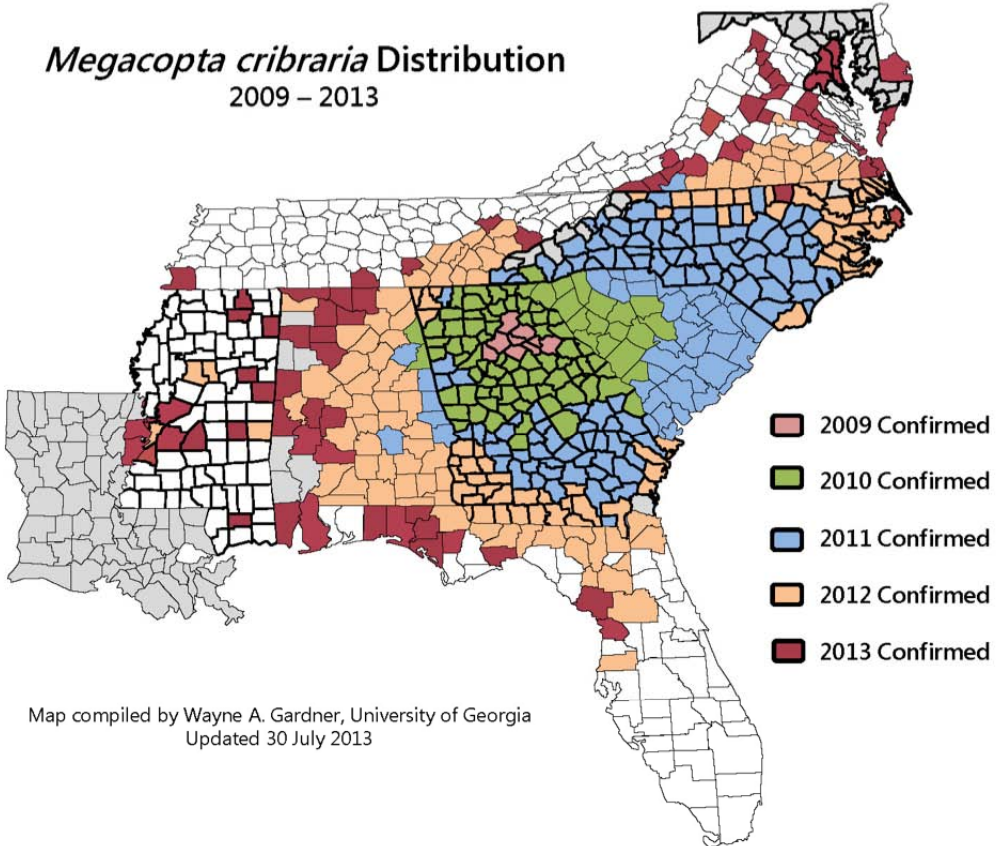 Megacopta cribraria Distribution
2009 – 2013
2009 Confirmed
2010 Confirmed
2011 Confirmed
2012 Confirmed
2013 Confirmed
Map compiled by Wayne A. Gardner, University of Georgia
Updated 30 July 2013